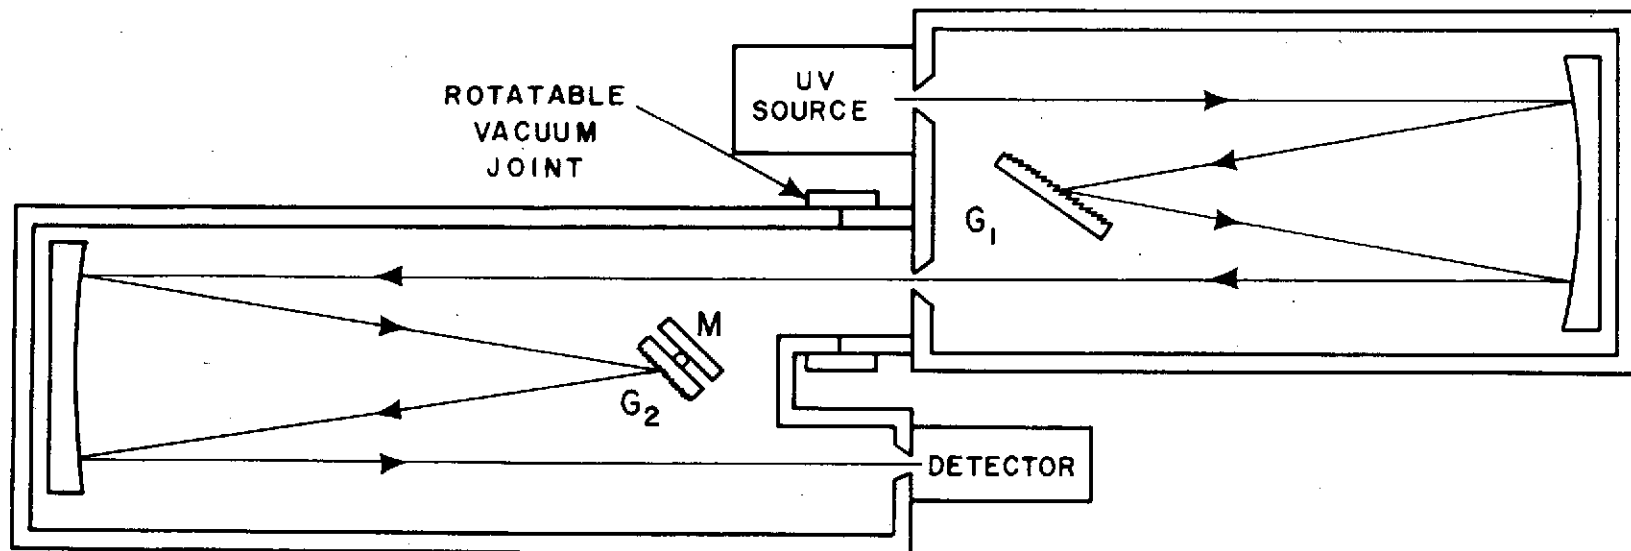 UV
SOURCE
ROTATABLE
VACUUM
JOINT
G1
M
G2
DETECTOR